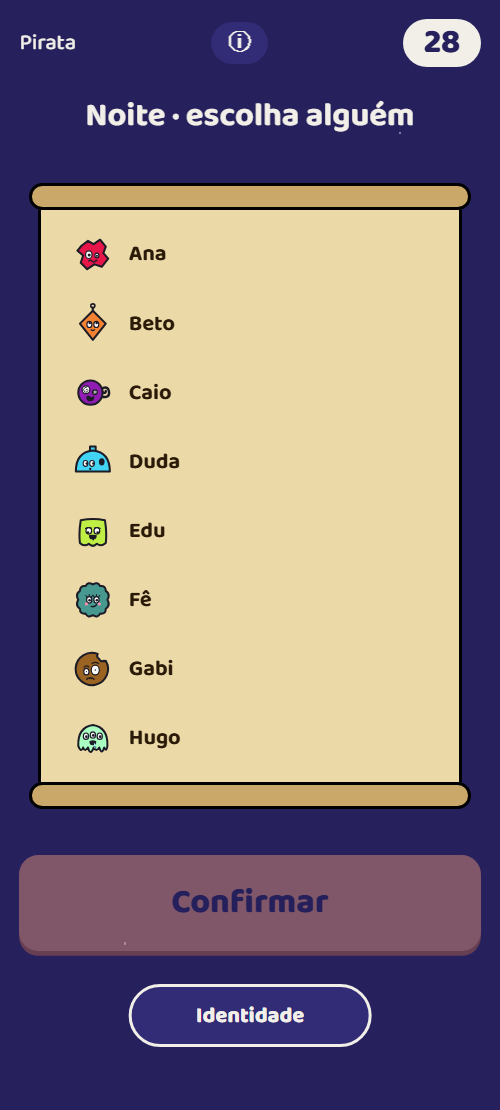 Pirata
28
Noite · escolha alguém
Ana
Beto
Caio
Duda
Edu
Fê
Gabi
Hugo
Confirmar
Identidade